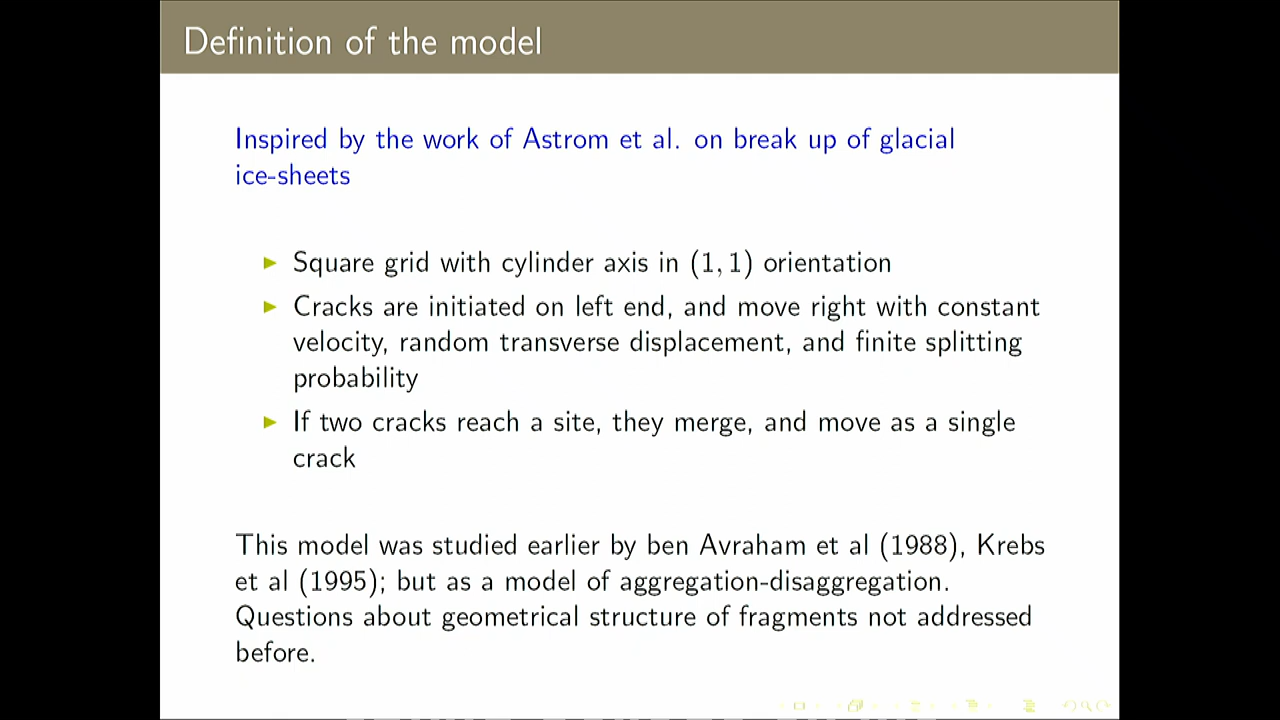 Definition of the model
Inspired by the work of Astrom et al. on break up of glacial
ice-sheets
Square grid with cylinder axis in (1, 1) orientation
Cracks are initiated on left end, and move right with constant
velocity, random transverse displacement, and finite splitting
probability
If two cracks reach a site, they merge, and move as a single
crack
This model was studied earlier by ben Avraham et al (1988), Krebs
et al (1995); but as a model of aggregation-disaggregation.
Questions about geometrical structure of fragments not addressed
before.